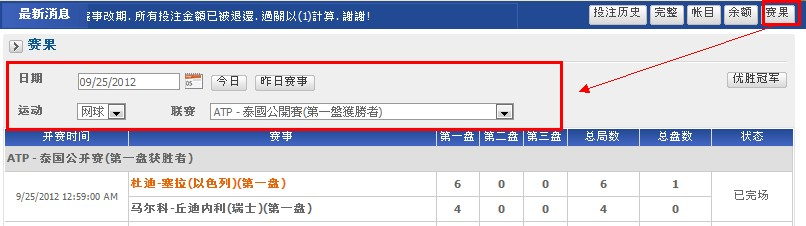 最新消息 赛事改期. 所有投注金額已被退還. 過關以(1)計算. 謝謝! 投注历史 完整 帐目 余额 赛果
赛果
日期 09/25/2012 今日 昨日赛事 优胜冠军
运动 网球 联赛 ATP - 泰國公開賽(第一盤獲勝者)
开赛时间 赛事 第一盘 第二盘 第三盘 总局数 总盘数 状态
ATP - 泰国公开赛(第一盘获胜者)
9/25/2012 12:59:00 AM 杜迪-塞拉(以色列)(第一盘) 6 0 0 6 1 已完场
马尔科-丘迪内利(瑞士)(第一盘) 4 0 0 4 0